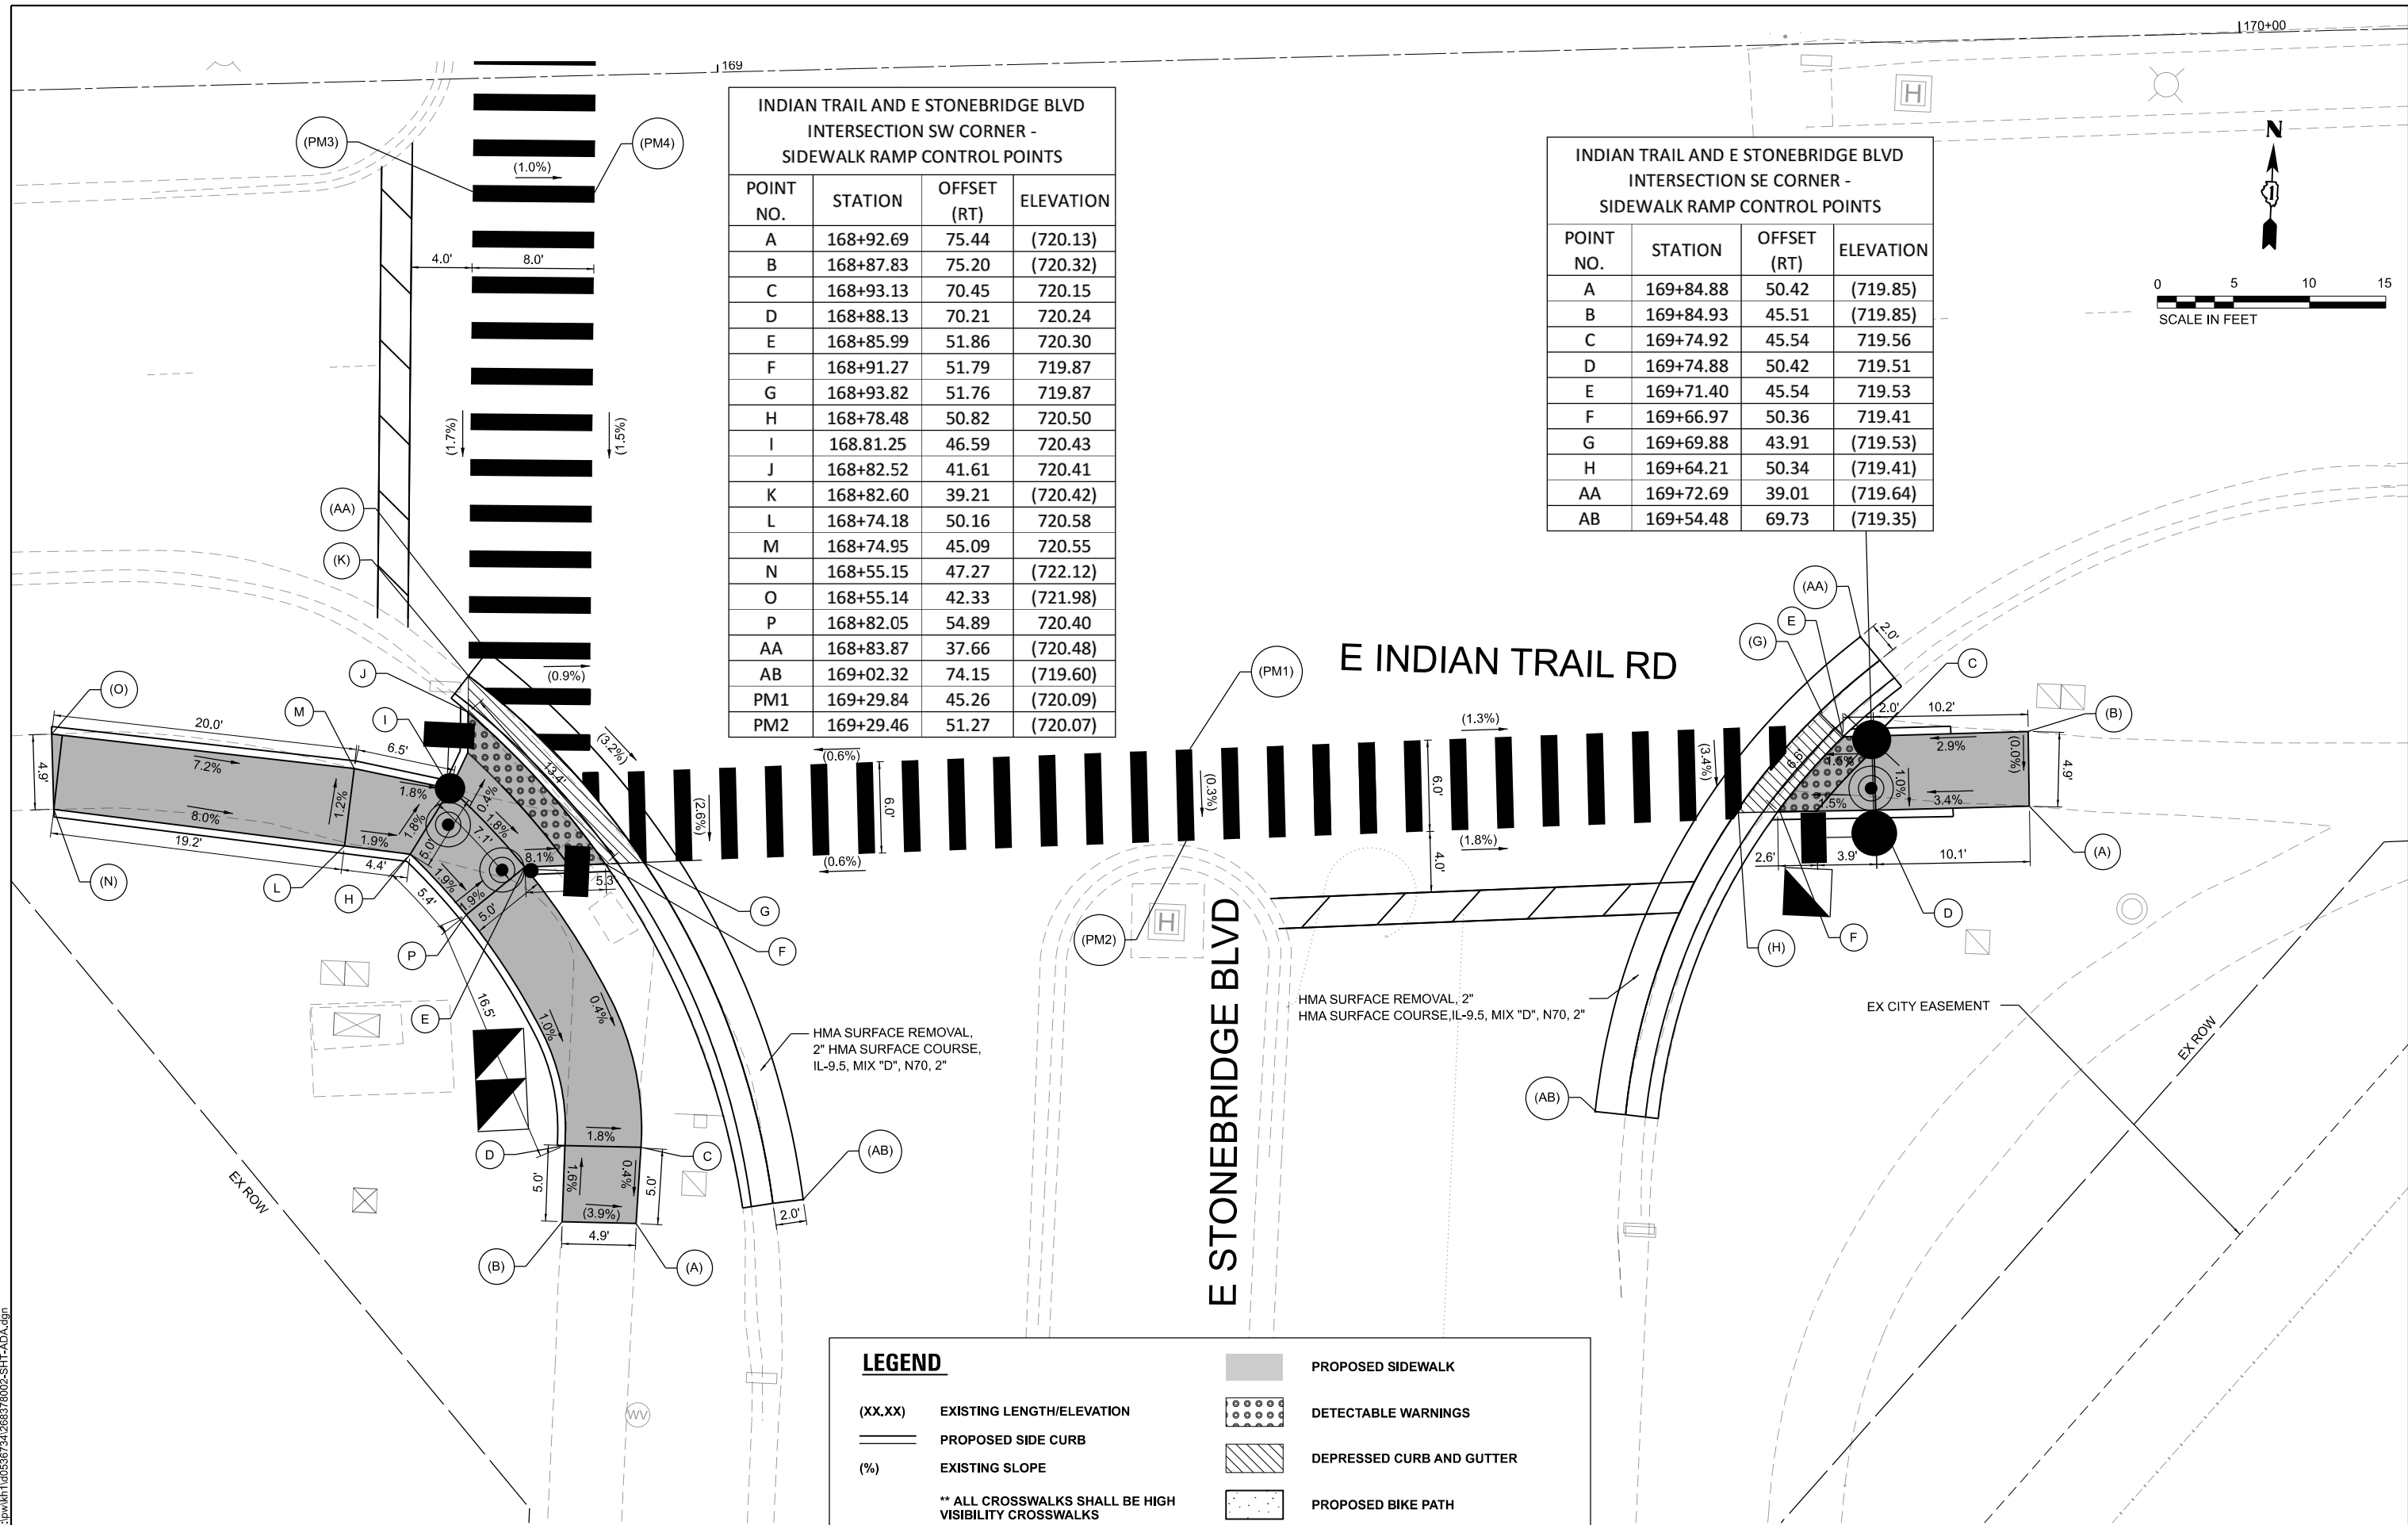 169
170+00
INDIAN TRAIL AND E STONEBRIDGE BLVD
INTERSECTION SW CORNER -
SIDEWALK RAMP CONTROL POINTS
POINT NO. STATION OFFSET (RT) ELEVATION
A 168+92.69 75.44 (720.13)
B 168+87.83 75.20 (720.32)
C 168+93.13 70.45 720.15
D 168+88.13 70.21 720.24
E 168+85.99 51.86 720.30
F 168+91.27 51.79 719.87
G 168+93.82 51.76 719.87
H 168+78.48 50.82 720.50
I 168.81.25 46.59 720.43
J 168+82.52 41.61 720.41
K 168+82.60 39.21 (720.42)
L 168+74.18 50.16 720.58
M 168+74.95 45.09 720.55
N 168+55.15 47.27 (722.12)
O 168+55.14 42.33 (721.98)
P 168+82.05 54.89 720.40
AA 168+83.87 37.66 (720.48)
AB 169+02.32 74.15 (719.60)
PM1 169+29.84 45.26 (720.09)
PM2 169+29.46 51.27 (720.07)
INDIAN TRAIL AND E STONEBRIDGE BLVD
INTERSECTION SE CORNER -
SIDEWALK RAMP CONTROL POINTS
POINT NO. STATION OFFSET (RT) ELEVATION
A 169+84.88 50.42 (719.85)
B 169+84.93 45.51 (719.85)
C 169+74.92 45.54 719.56
D 169+74.88 50.42 719.51
E 169+71.40 45.54 719.53
F 169+66.97 50.36 719.41
G 169+69.88 43.91 (719.53)
H 169+64.21 50.34 (719.41)
AA 169+72.69 39.01 (719.64)
AB 169+54.48 69.73 (719.35)
N
0 5 10 15
SCALE IN FEET
H
(PM3)
(PM4)
(1.0%)
4.0'
8.0'
(1.7%)
(1.5%)
(AA)
(K)
J
(O)
M
I
(0.9%)
(3.2%)
13.4'
20.0'
6.5'
4.9'
7.2%
8.0%
1.2%
1.8%
1.9%
1.8%
0.4%
1.8%
7.1'
5.0'
8.1%
5.3'
19.2'
4.4'
5.4'
1.9%
1.9%
5.0'
(N)
L
H
P
E
G
F
16.5'
1.0%
0.4%
1.8%
D
C
5.0'
1.6%
0.4%
5.0'
(3.9%)
4.9'
(B)
(A)
2.0'
(AB)
HMA SURFACE REMOVAL,
2" HMA SURFACE COURSE,
IL-9.5, MIX "D", N70, 2"
EX ROW
WV
(2.6%)
(0.6%)
6.0'
(0.6%)
(0.3%)
(PM1)
(PM2)
H
E INDIAN TRAIL RD
E STONEBRIDGE BLVD
(1.3%)
6.0'
(1.8%)
4.0'
(3.4%)
(AA)
E
(G)
C
2.0'
2.0'
10.2'
(B)
2.9%
(0.0%)
4.9'
6.6'
1.5%
1.0%
1.5%
3.4%
2.6'
3.9'
10.1'
(A)
D
F
(H)
(AB)
HMA SURFACE REMOVAL, 2"
HMA SURFACE COURSE,IL-9.5, MIX "D", N70, 2"
EX CITY EASEMENT
EX ROW
LEGEND
(XX.XX) EXISTING LENGTH/ELEVATION
PROPOSED SIDE CURB
(%) EXISTING SLOPE
** ALL CROSSWALKS SHALL BE HIGH
VISIBILITY CROSSWALKS
PROPOSED SIDEWALK
DETECTABLE WARNINGS
DEPRESSED CURB AND GUTTER
PROPOSED BIKE PATH